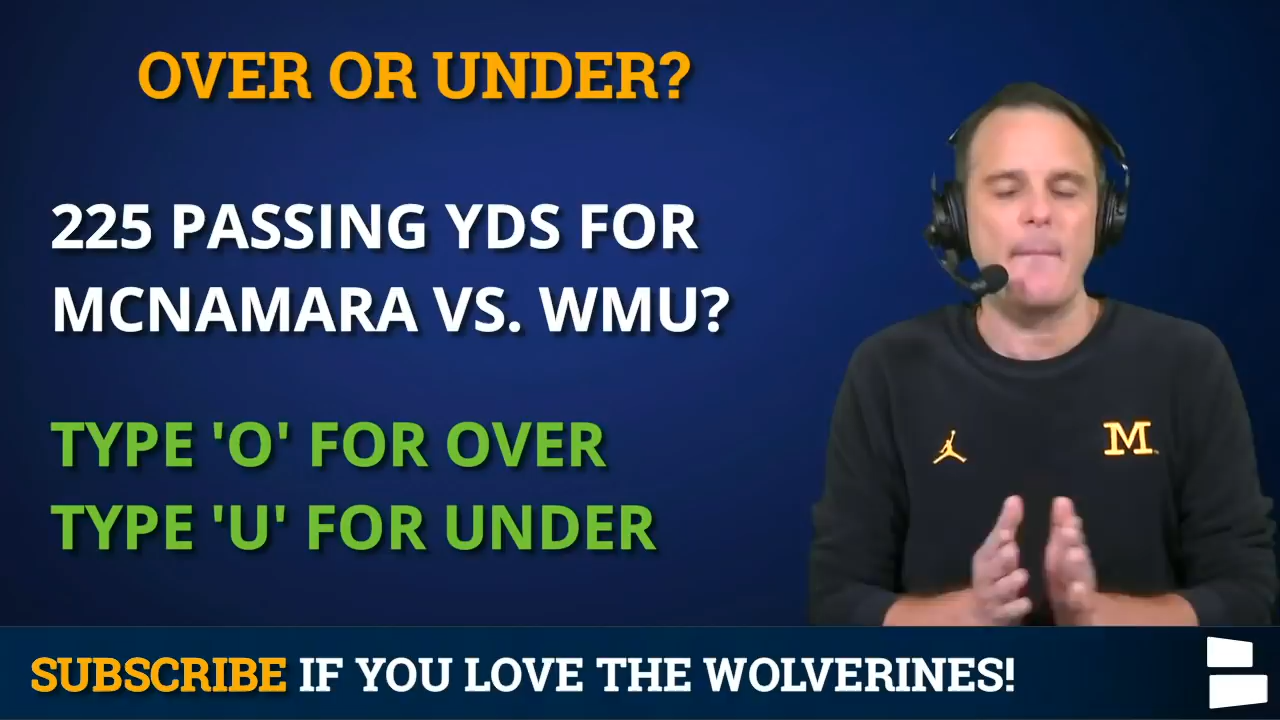 OVER OR UNDER?
225 PASSING YDS FOR
MCNAMARA VS. WMU?
TYPE 'O' FOR OVER
TYPE 'U' FOR UNDER
M
SUBSCRIBE IF YOU LOVE THE WOLVERINES!